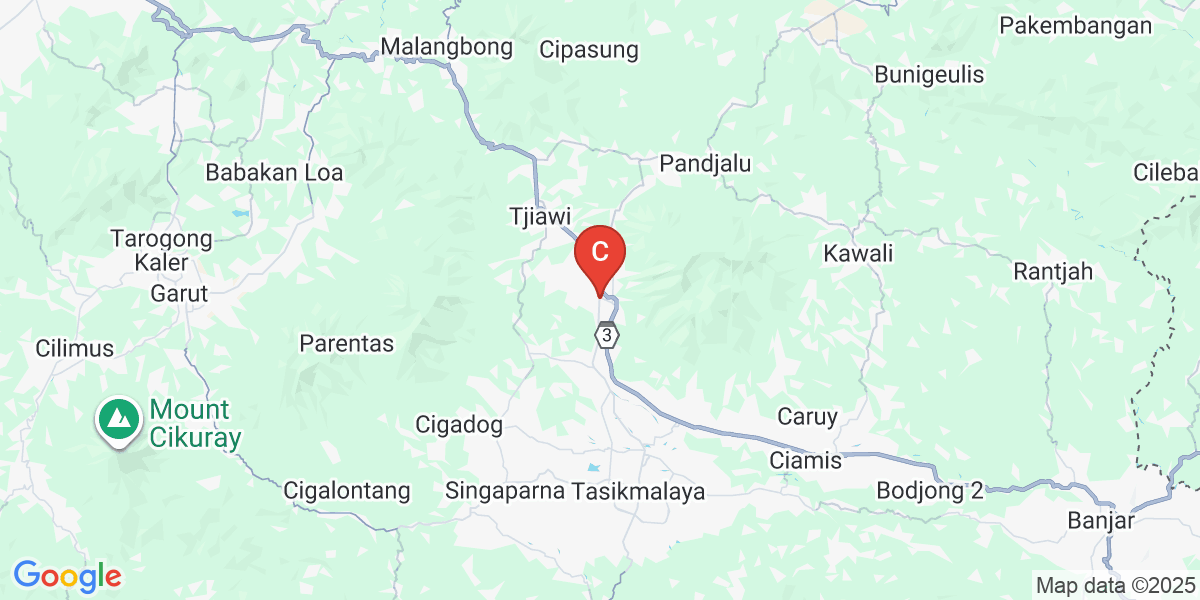 Pakembangan
Malangbong
Cipasung
Bunigeulis
Pandjalu
Babakan Loa
Cileba
Tjiawi
Tarogong
Kaler
C
Kawali
Rantjah
Garut
3
Parentas
Cilimus
Mount
Cikuray
Cigadog
Caruy
Ciamis
Cigalontang
Singaparna
Tasikmalaya
Bodjong 2
Banjar
Google
Map data ©2025